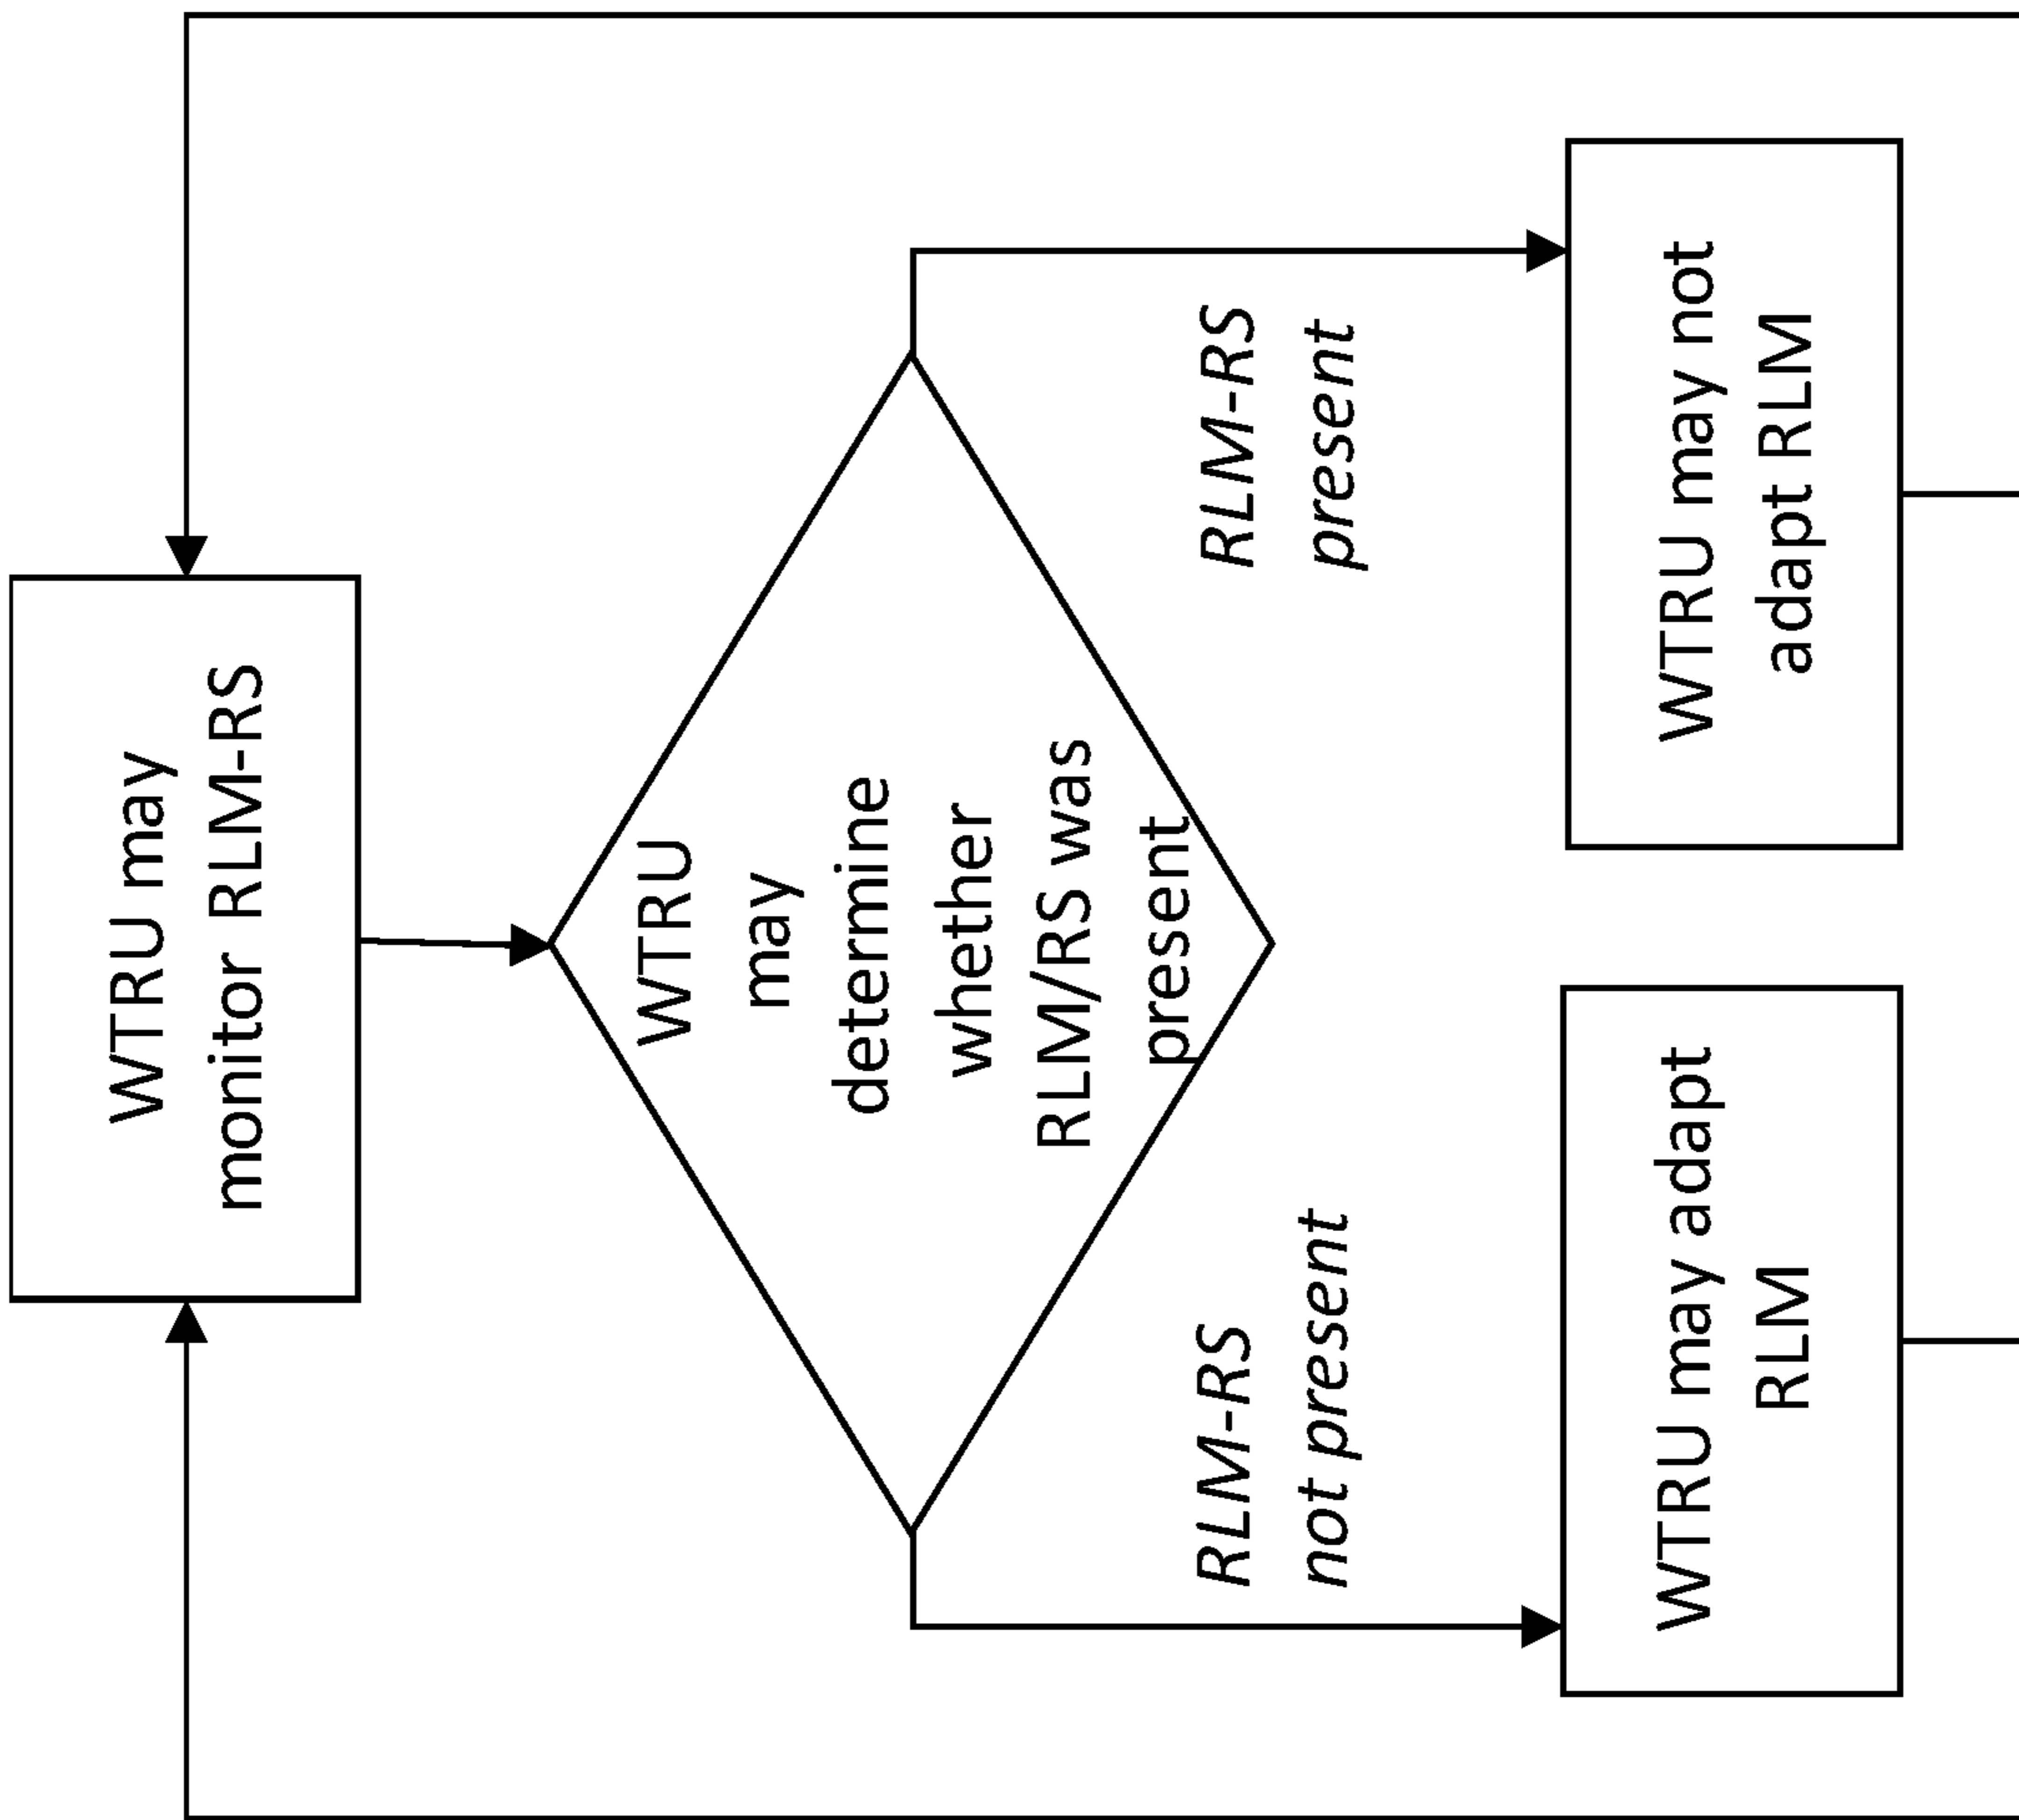 WTRU may
monitor RLM-RS
WTRU
may
determine
whether
RLM/RS was
present
RLM-RS
not present
RLM-RS
present
WTRU may adapt
RLM
WTRU may not
adapt RLM